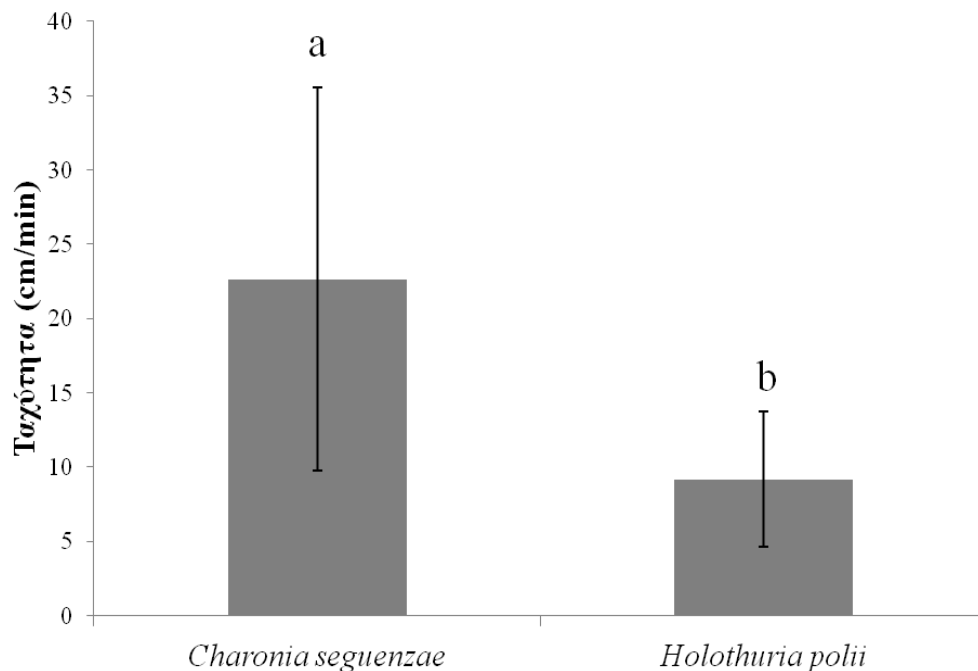 40
a
35
30
25
20
15
10
5
0
b
Ταχύτητα (cm/min)
Charonia seguenzae
Holothuria polii